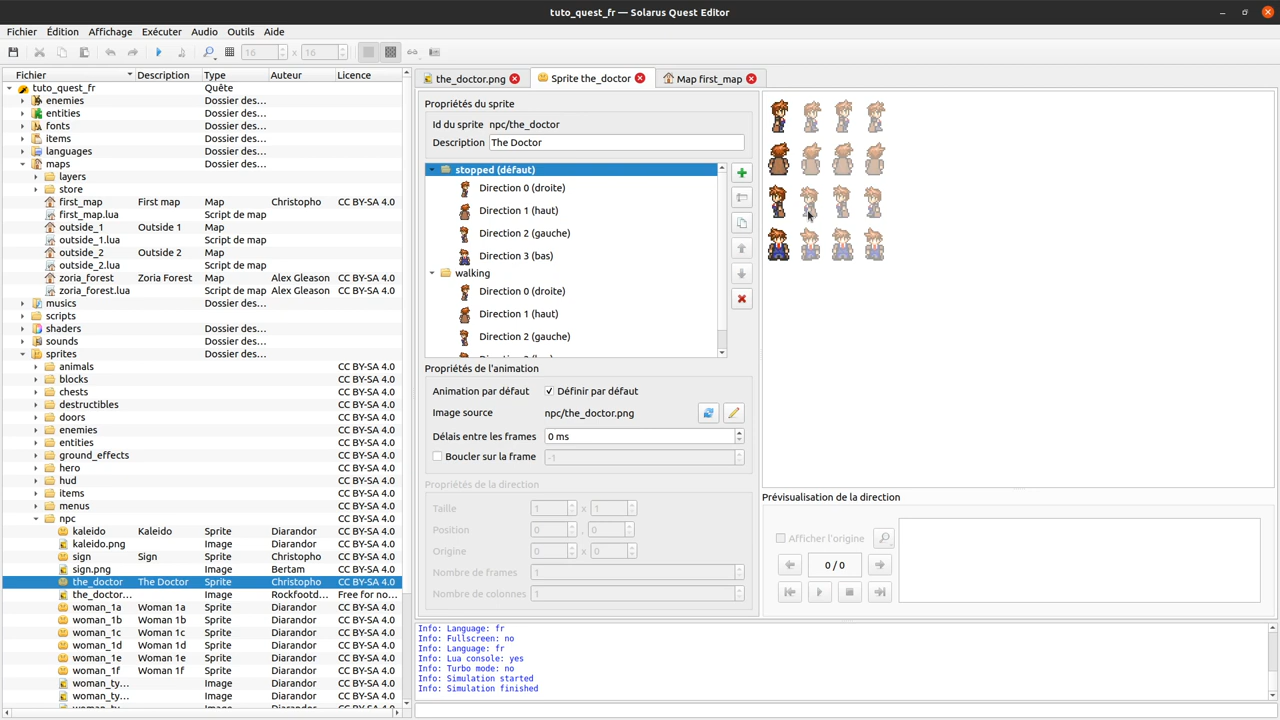 tuto_quest_fr — Solarus Quest Editor
Fichier Édition Affichage Exécuter Audio Outils Aide
16 x 16
Fichier Description Type Auteur Licence
tuto_quest_fr Quête
enemies Dossier des…
entities Dossier des…
fonts Dossier des…
items Dossier des…
languages Dossier des…
maps Dossier des…
layers
store
first_map First map Map Christopho CC BY-SA 4.0
first_map.lua Script de map
outside_1 Outside 1 Map
outside_1.lua Script de map
outside_2 Outside 2 Map
outside_2.lua Script de map
zoria_forest Zoria Forest Map Alex Gleason CC BY-SA 4.0
zoria_forest.lua Script de map Alex Gleason CC BY-SA 4.0
musics Dossier des…
scripts
shaders Dossier des…
sounds Dossier des…
sprites Dossier des…
animals CC BY-SA 4.0
blocks CC BY-SA 4.0
chests CC BY-SA 4.0
destructibles CC BY-SA 4.0
doors CC BY-SA 4.0
enemies CC BY-SA 4.0
entities CC BY-SA 4.0
ground_effects CC BY-SA 4.0
hero CC BY-SA 4.0
hud CC BY-SA 4.0
items CC BY-SA 4.0
menus CC BY-SA 4.0
npc
kaleido Kaleido Sprite Diarandor CC BY-SA 4.0
kaleido.png Image Diarandor CC BY-SA 4.0
sign Sign Sprite Christopho CC BY-SA 4.0
sign.png Image Bertam CC BY-SA 4.0
the_doctor The Doctor Sprite Christopho CC BY-SA 4.0
the_doctor… Image Rockfootd… Free for no…
woman_1a Woman 1a Sprite Diarandor CC BY-SA 4.0
woman_1b Woman 1b Sprite Diarandor CC BY-SA 4.0
woman_1c Woman 1c Sprite Diarandor CC BY-SA 4.0
woman_1d Woman 1d Sprite Diarandor CC BY-SA 4.0
woman_1e Woman 1e Sprite Diarandor CC BY-SA 4.0
woman_1f Woman 1f Sprite Diarandor CC BY-SA 4.0
woman_ty… Image Diarandor CC BY-SA 4.0
woman_ty… Image Diarandor CC BY-SA 4.0
the_doctor.png Sprite the_doctor Map first_map
Propriétés du sprite
Id du sprite npc/the_doctor
Description The Doctor
stopped (défaut)
Direction 0 (droite)
Direction 1 (haut)
Direction 2 (gauche)
Direction 3 (bas)
walking
Direction 0 (droite)
Direction 1 (haut)
Direction 2 (gauche)
Propriétés de l'animation
Animation par défaut Définir par défaut
Image source npc/the_doctor.png
Délais entre les frames 0 ms
Boucler sur la frame -1
Propriétés de la direction
Taille 1 x 1
Position 0 , 0
Origine 0 x 0
Nombre de frames 1
Nombre de colonnes 1
Prévisualisation de la direction
Afficher l'origine
0 / 0
Info: Language: fr
Info: Fullscreen: no
Info: Language: fr
Info: Lua console: yes
Info: Turbo mode: no
Info: Simulation started
Info: Simulation finished